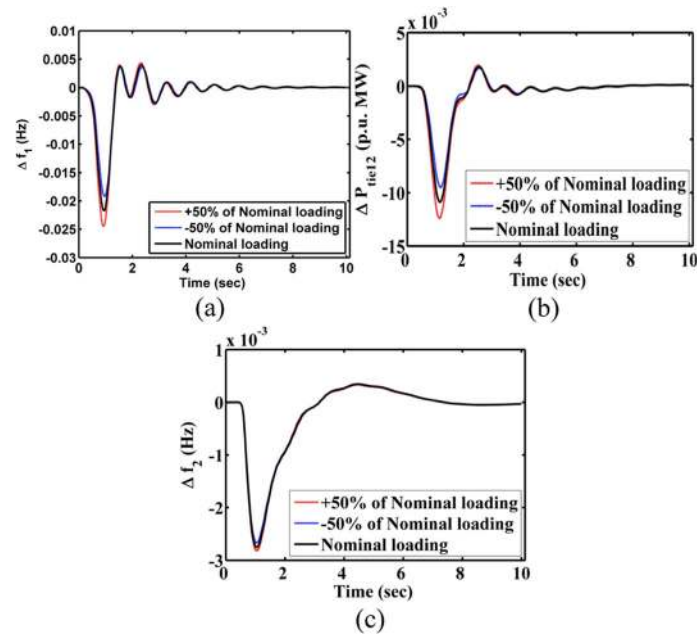 0.01
0.005
0
-0.005
-0.01
-0.015
-0.02
-0.025
-0.03
Δ f1 (Hz)
+50% of Nominal loading
-50% of Nominal loading
Nominal loading
0 2 4 6 8 10
Time (sec)
(a)
x 10-3
5
0
-5
-10
-15
Δ Ptie12 (p.u. MW)
+50% of Nominal loading
-50% of Nominal loading
Nominal loading
0 2 4 6 8 10
Time (sec)
(b)
x 10-3
1
0
-1
-2
-3
Δ f2 (Hz)
+50% of Nominal loading
-50% of Nominal loading
Nominal loading
0 2 4 6 8 10
Time (sec)
(c)